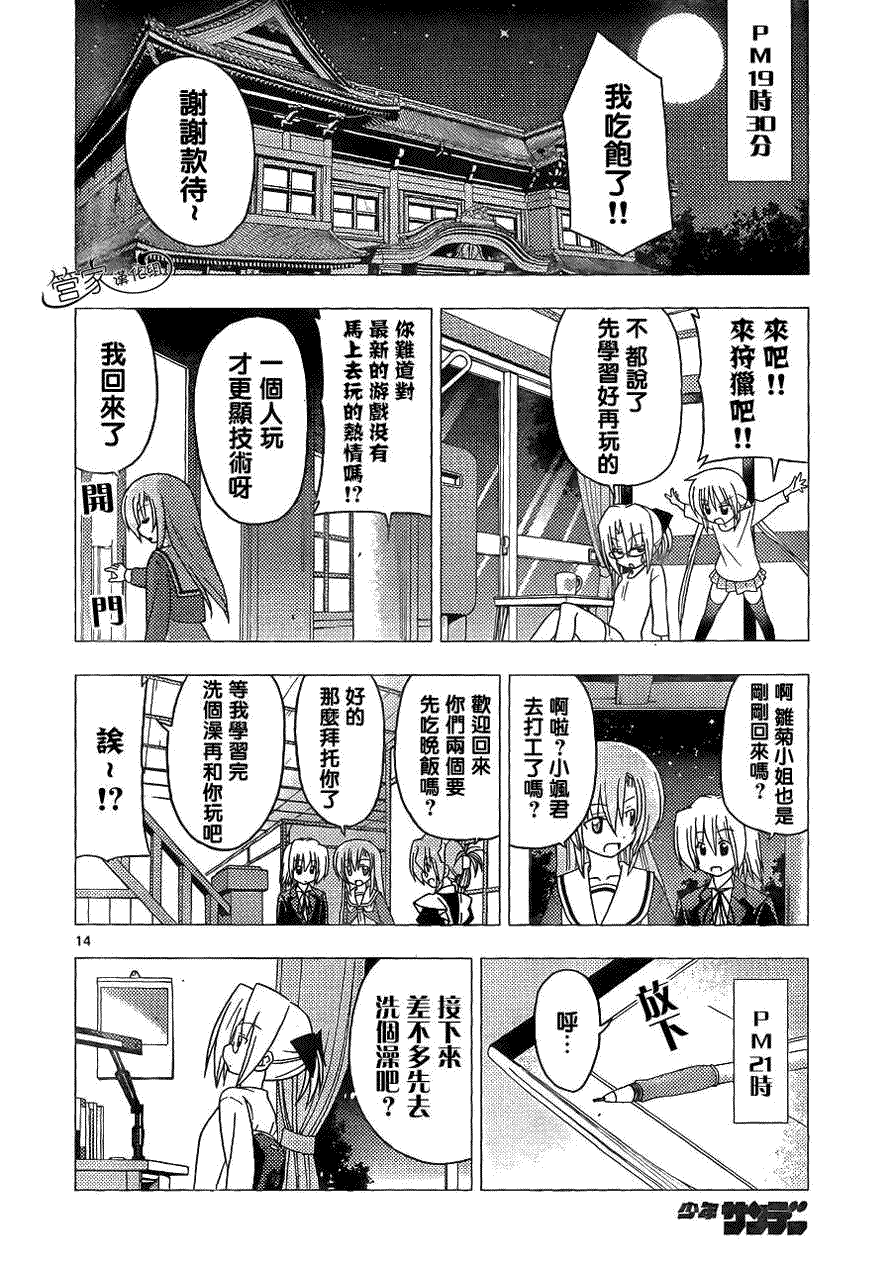 PM19時30分
我吃飽了!!
謝謝款待~
管家
漢化組
來吧!!
來狩獵吧!!
不 都說了
先學習好再玩的
你難道對
最新的游戲没有
馬上去玩的熱情嗎!?
一個人玩
才更顯技術呀
我回來了
開門
啊 雛菊小姐也是
剛剛回來嗎?
啊啦?小颯君
去打工了嗎?
歡迎回來
你們兩個要
先吃晚飯嗎?
好的
那麼拜托你了
等我學習完
洗個澡再和你玩吧
誒~!?
14
PM21時
放下
呼…
接下來
差不多先去
洗個澡吧?
少年サンデー